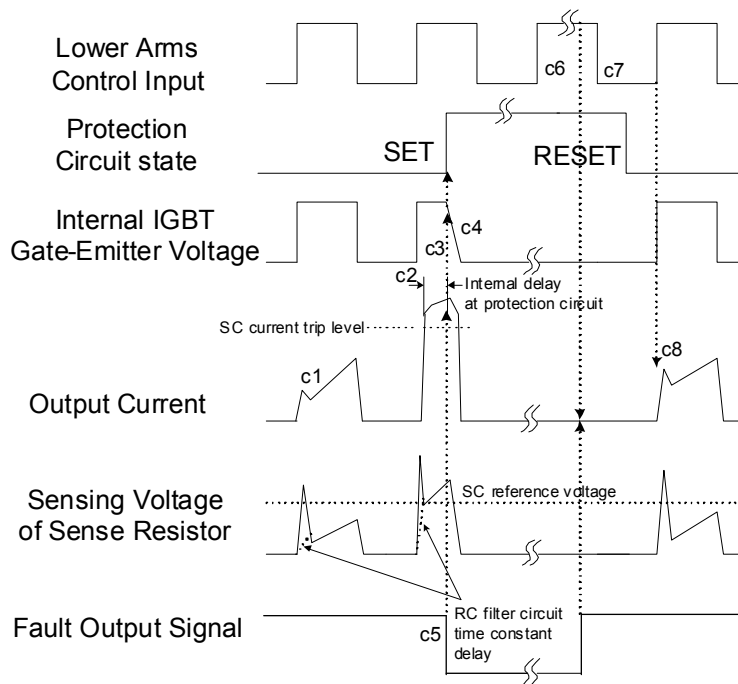 Lower Arms
Control Input
c6
c7
Protection
Circuit state
SET
RESET
Internal IGBT
Gate-Emitter Voltage
c4
c3
c2
Internal delay
at protection circuit
SC current trip level
c1
c8
Output Current
Sensing Voltage
of Sense Resistor
SC reference voltage
Fault Output Signal
c5
RC filter circuit
time constant
delay